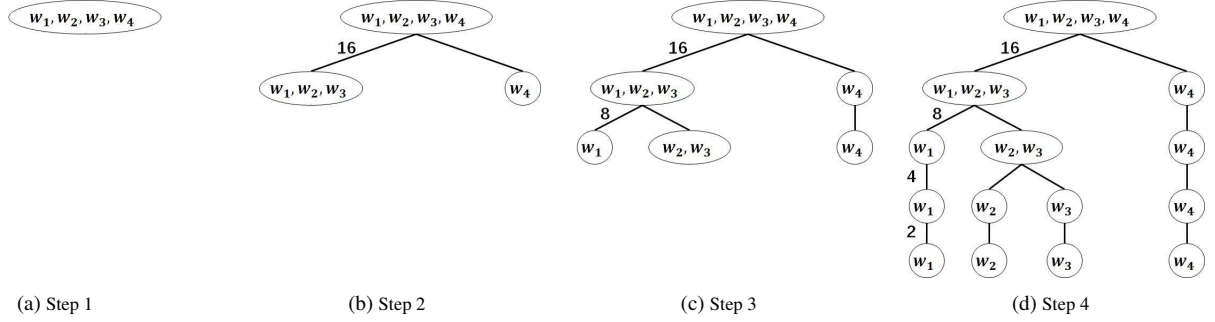 w₁, w₂, w₃, w₄
(a) Step 1
w₁, w₂, w₃, w₄
16
w₁, w₂, w₃
w₄
(b) Step 2
w₁, w₂, w₃, w₄
16
w₁, w₂, w₃
w₄
8
w₁
w₂, w₃
w₄
(c) Step 3
w₁, w₂, w₃, w₄
16
w₁, w₂, w₃
w₄
8
w₁
w₂, w₃
w₄
4
w₁
w₂
w₃
w₄
2
w₁
w₂
w₃
w₄
(d) Step 4